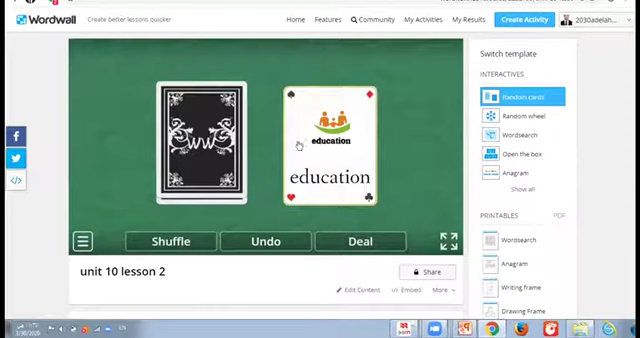 Wordwall
Create better lessons quicker
Home
Features
Community
My Activities
My Results
Create Activity
2030adelah...
education
education
Shuffle
Undo
Deal
unit 10 lesson 2
Share
Edit Content
Embed
More
Switch template
INTERACTIVES
Random cards
Random wheel
Wordsearch
Open the box
Anagram
Show all
PRINTABLES
PDF
Wordsearch
Anagram
Writing frame
Drawing Frame
EN